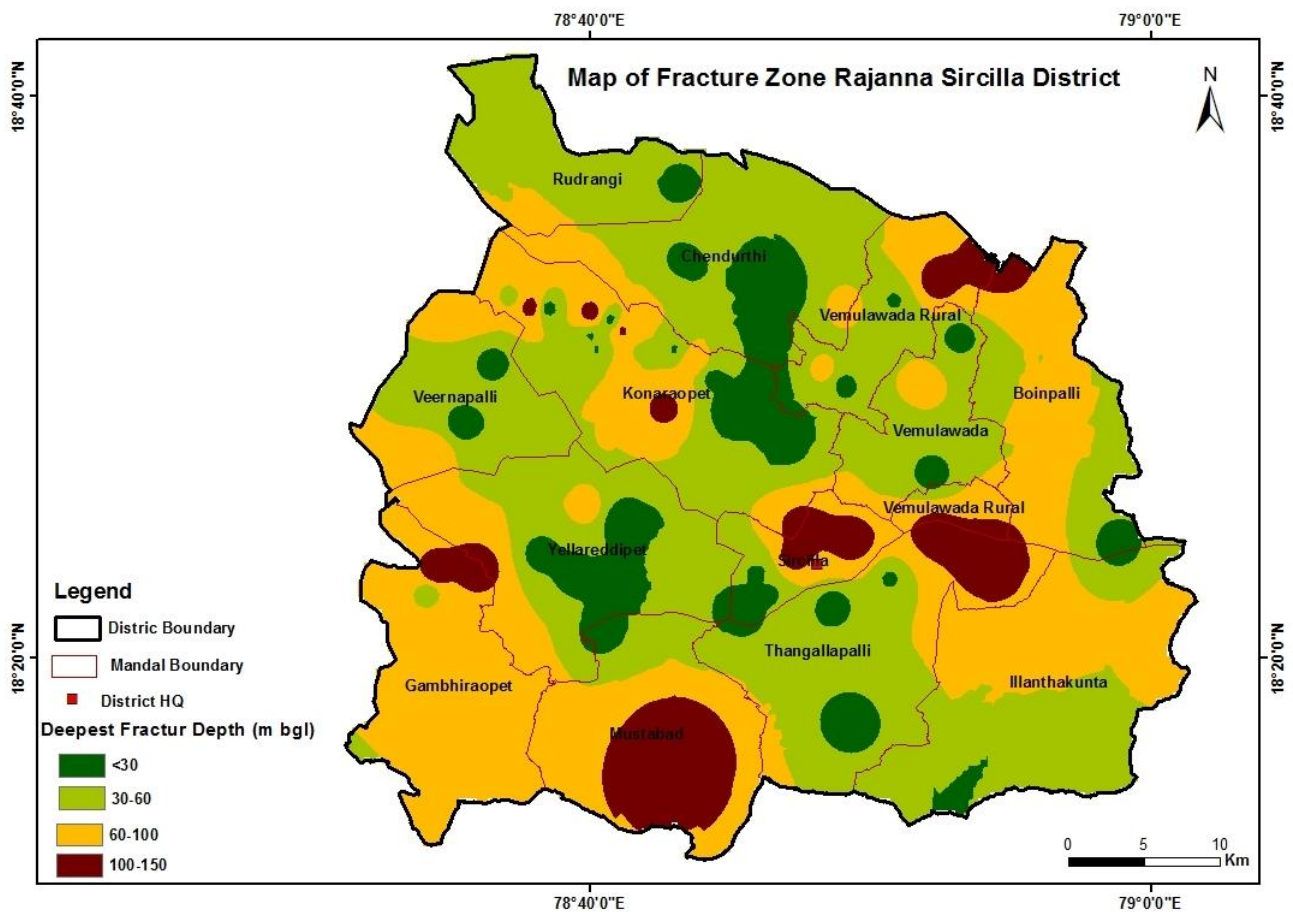 78°40'0"E
79°0'0"E
Map of Fracture Zone Rajanna Sircilla District
N
18°40'0"N
18°40'0"N
Rudrangi
Chendurthi
Vemulawada Rural
Veernapalli
Konaraopet
Boinpalli
Vemulawada
Vemulawada Rural
Yellareddipet
Sircilla
Thangallapalli
Gambhiraopet
Illanthakunta
Mustabad
18°20'0"N
18°20'0"N
Legend
Distric Boundary
Mandal Boundary
District HQ
Deepest Fractur Depth (m bgl)
<30
30-60
60-100
100-150
0 5 10
Km
78°40'0"E
79°0'0"E